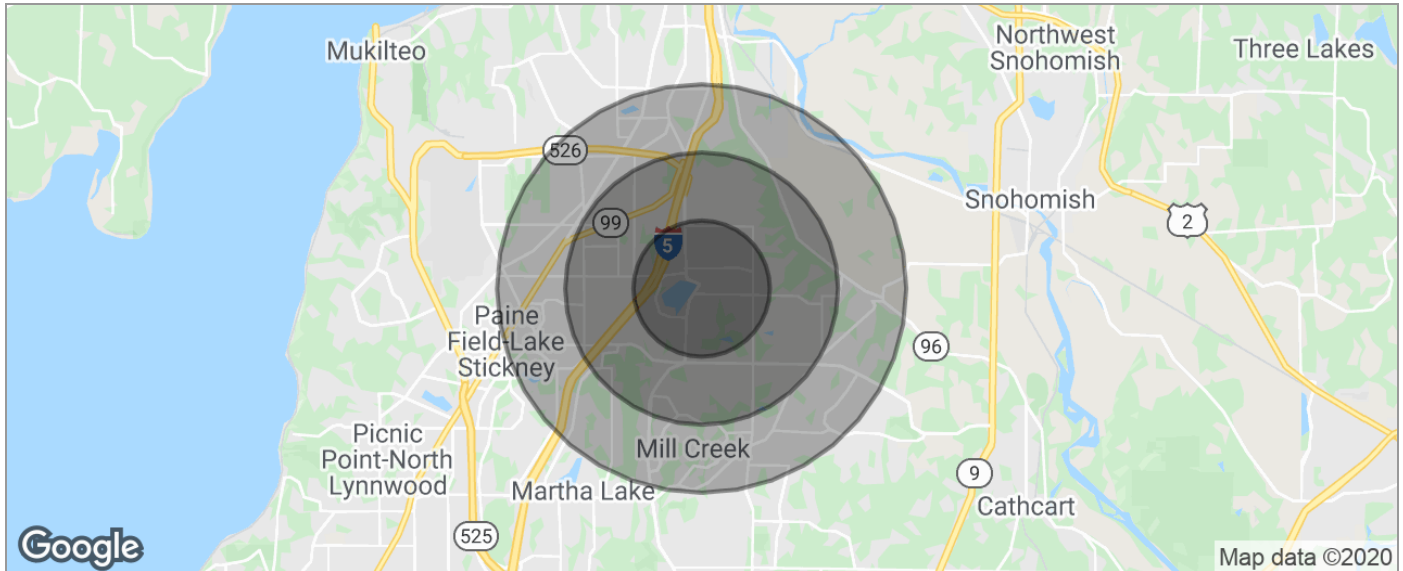 Mukilteo
Northwest
Snohomish
Three Lakes
526
Snohomish
99
2
5
Paine
Field-Lake
Stickney
96
Picnic
Point-North
Lynnwood
Mill Creek
Martha Lake
9
Cathcart
525
Google
Map data ©2020